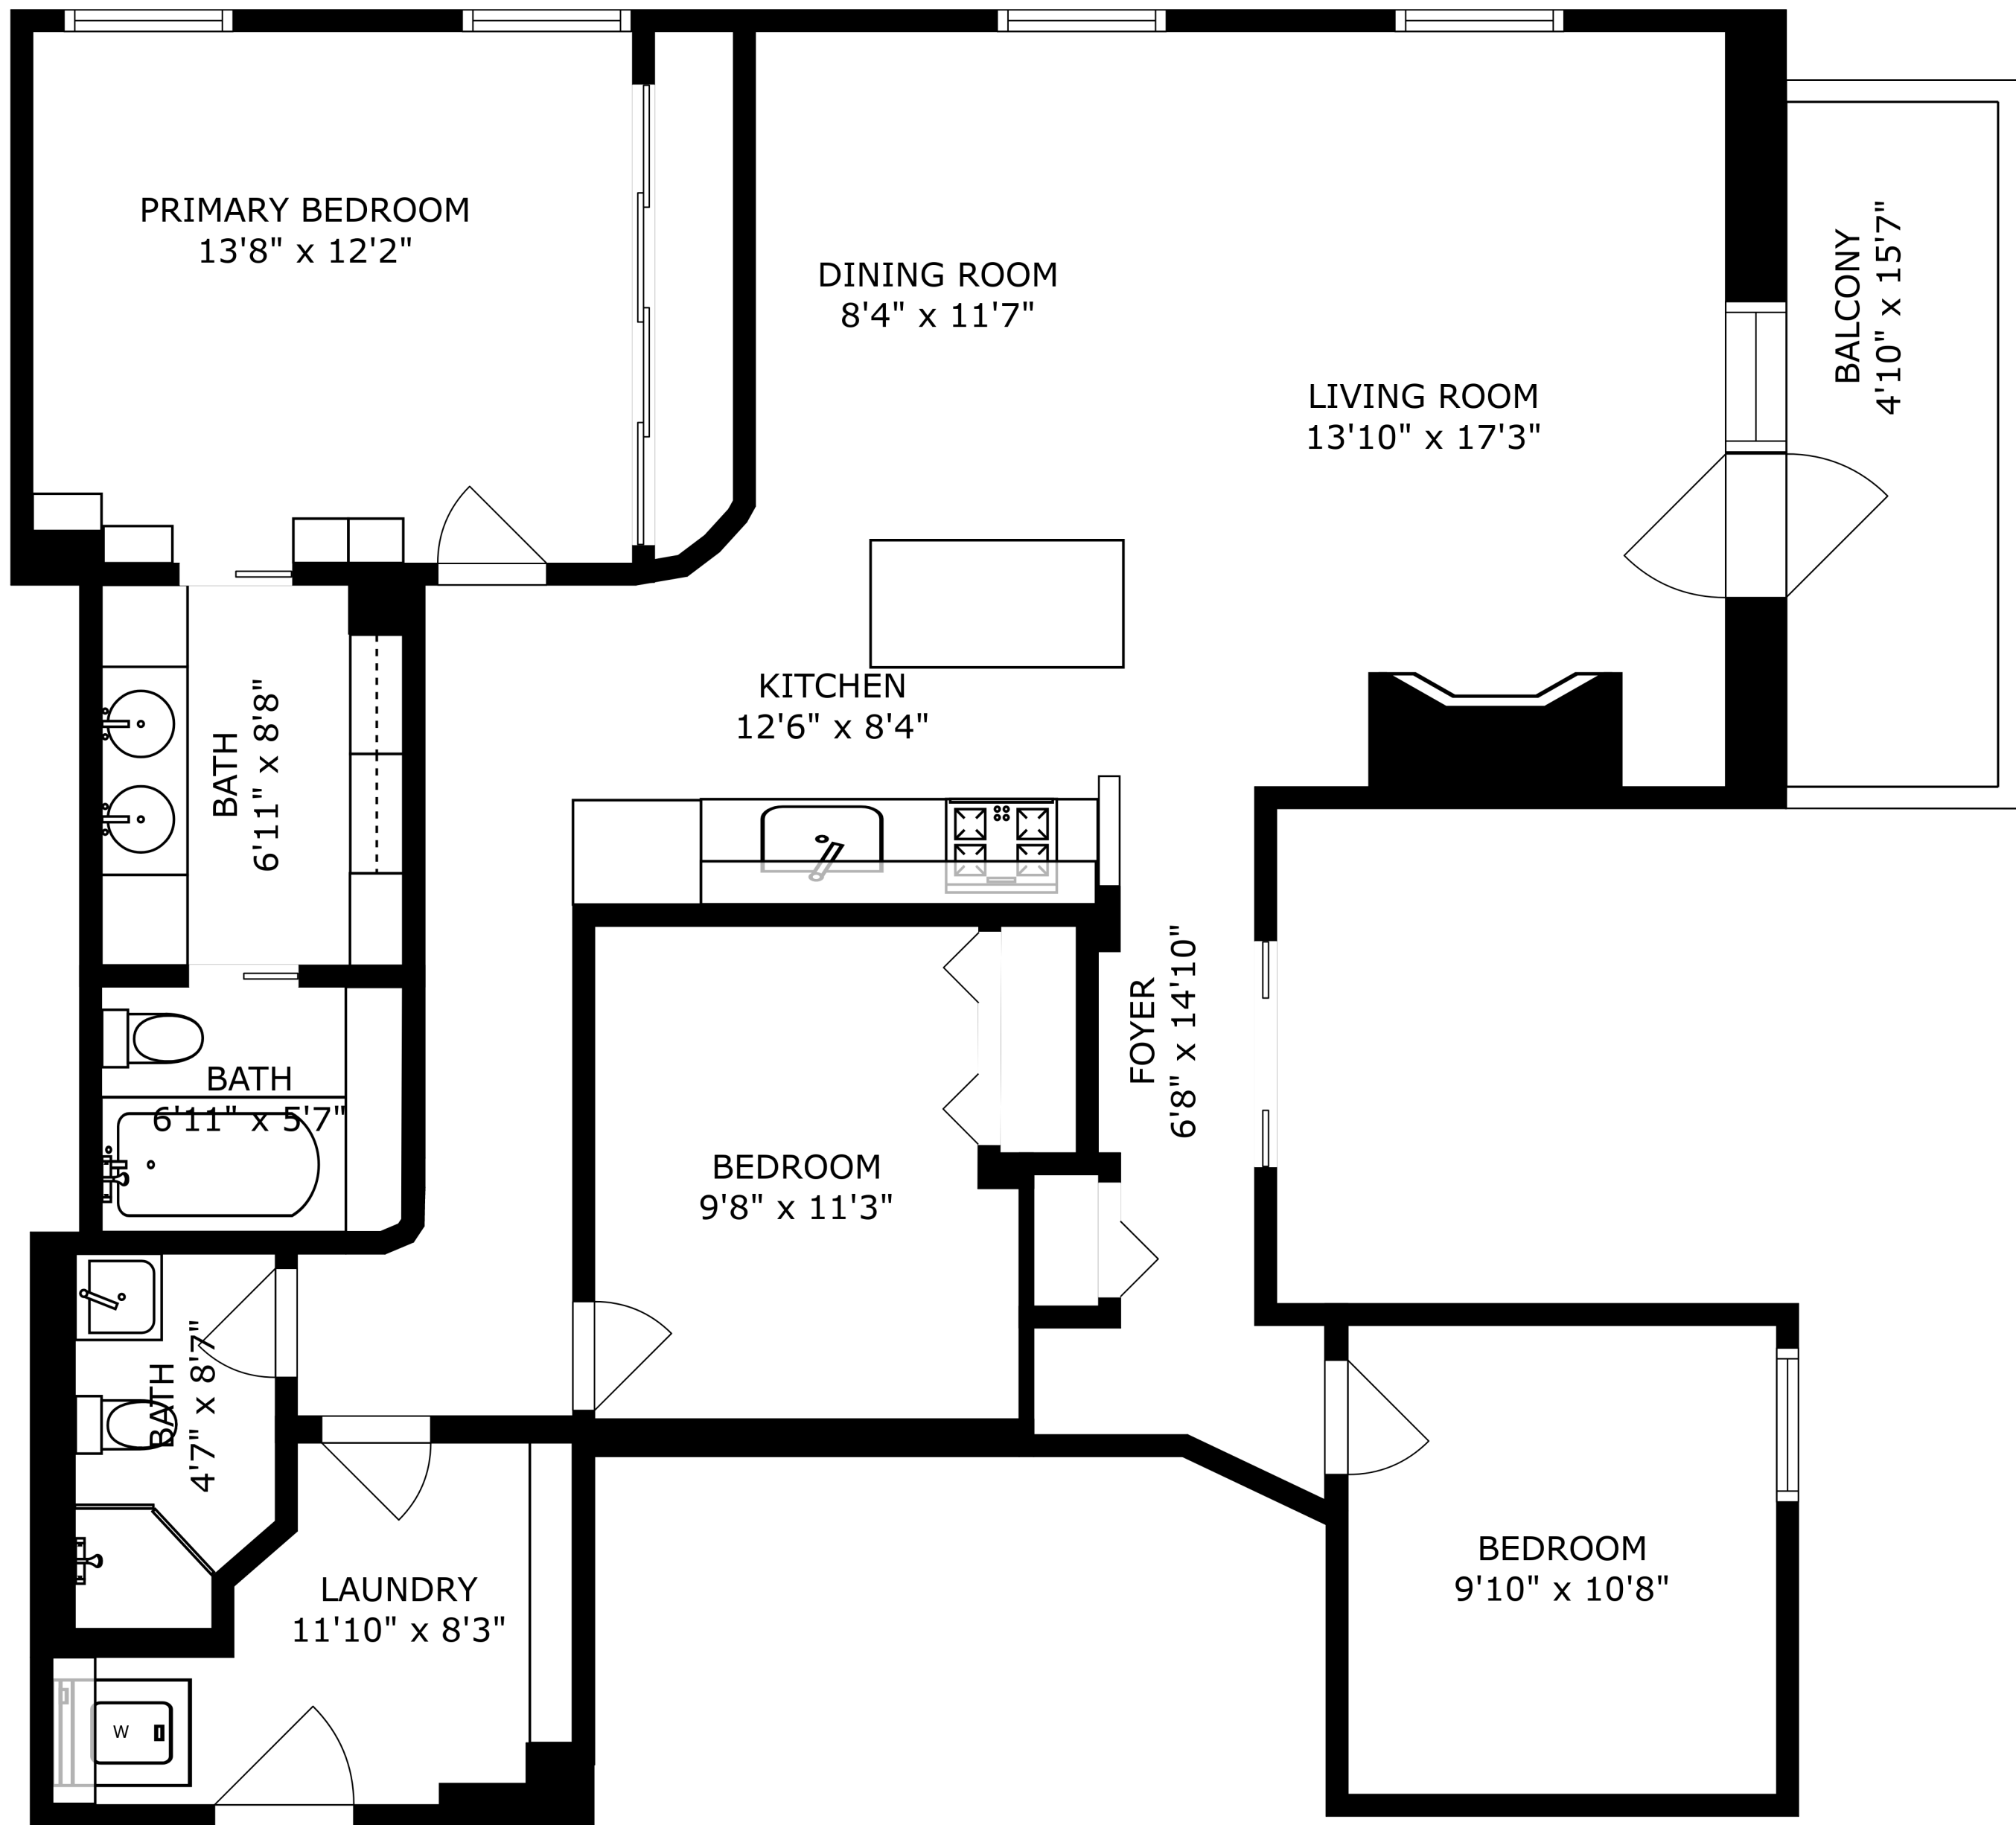 PRIMARY BEDROOM
13'8" x 12'2"
DINING ROOM
8'4" x 11'7"
LIVING ROOM
13'10" x 17'3"
BALCONY
4'10" x 15'7"
KITCHEN
12'6" x 8'4"
BATH
6'11" x 8'8"
FOYER
6'8" x 14'10"
BATH
6'11" x 5'7"
BEDROOM
9'8" x 11'3"
BATH
4'7" x 8'7"
BEDROOM
9'10" x 10'8"
LAUNDRY
11'10" x 8'3"
W